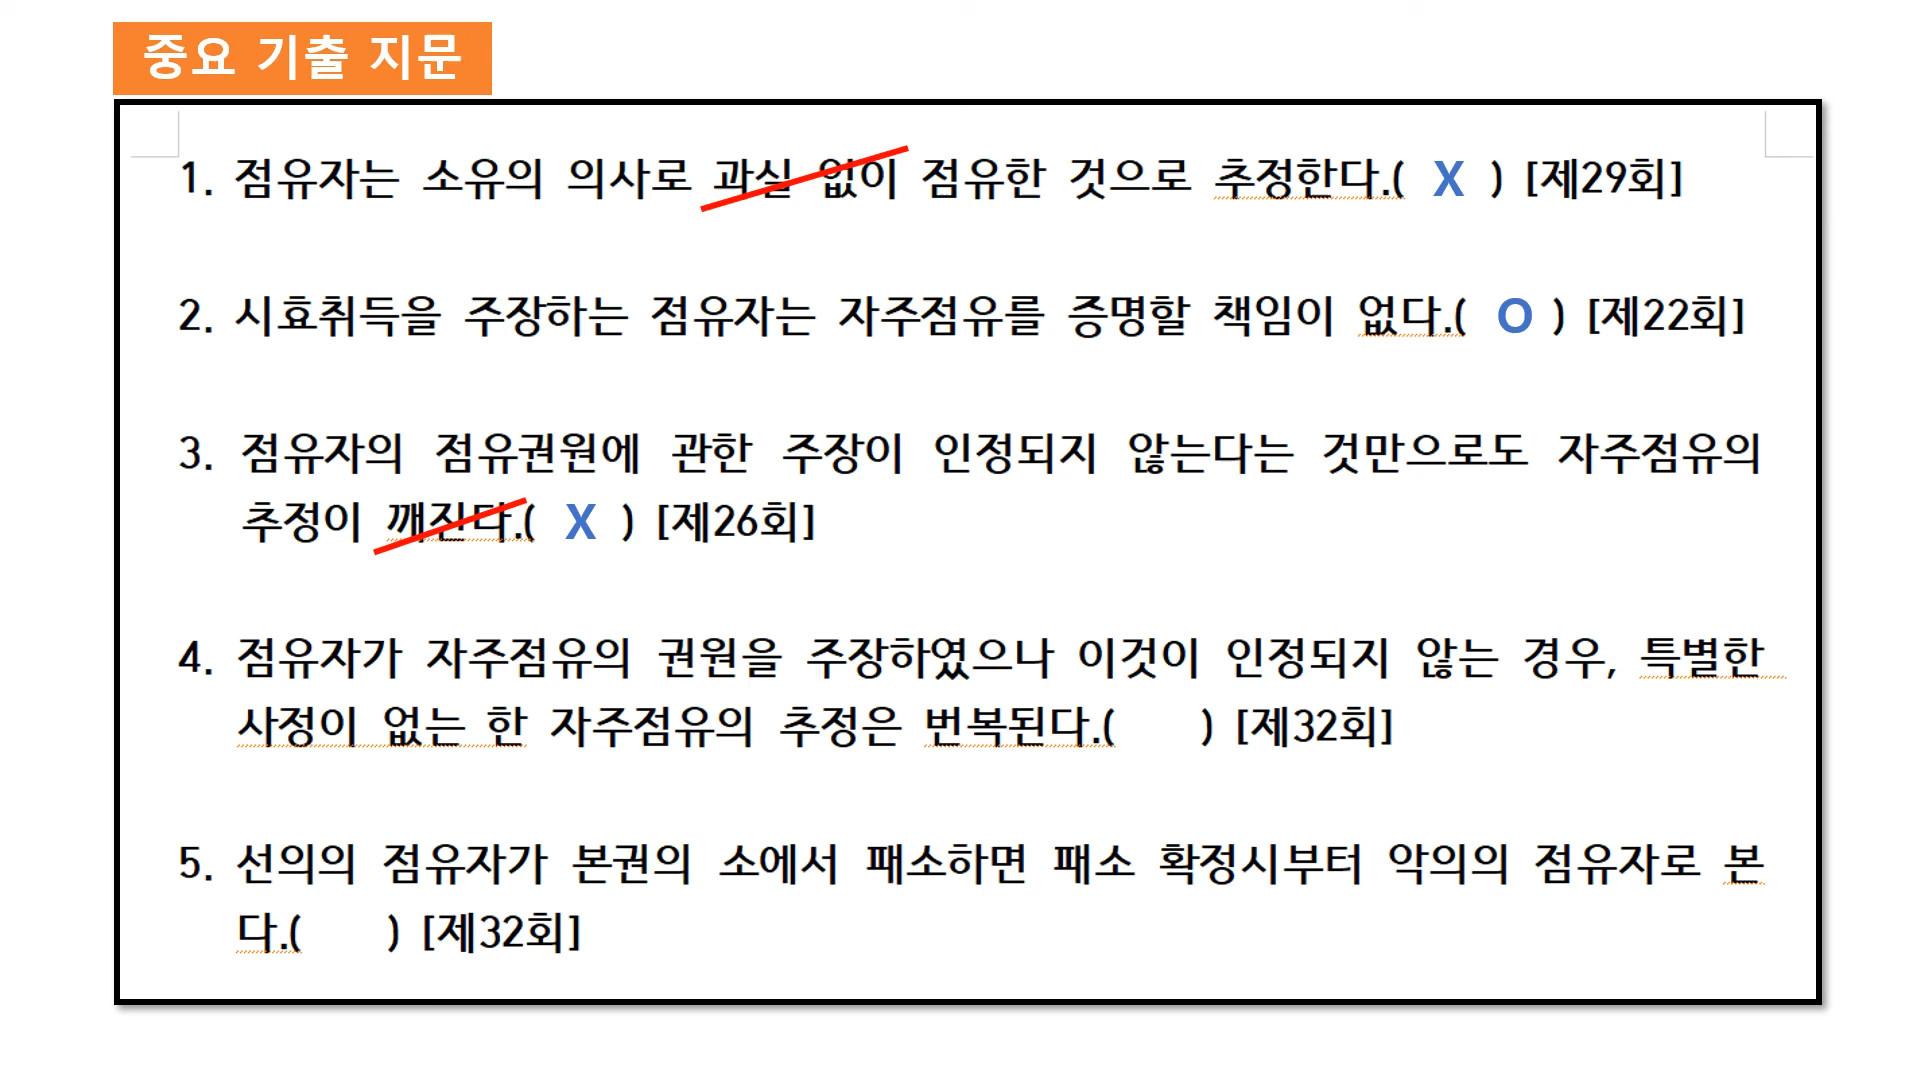 중요 기출 지문
1. 점유자는 소유의 의사로 과실 없이 점유한 것으로 추정한다.( X ) [제29회]
2. 시효취득을 주장하는 점유자는 자주점유를 증명할 책임이 없다.( O ) [제22회]
3. 점유자의 점유권원에 관한 주장이 인정되지 않는다는 것만으로도 자주점유의
추정이 깨진다.( X ) [제26회]
4. 점유자가 자주점유의 권원을 주장하였으나 이것이 인정되지 않는 경우, 특별한
사정이 없는 한 자주점유의 추정은 번복된다.( ) [제32회]
5. 선의의 점유자가 본권의 소에서 패소하면 패소 확정시부터 악의의 점유자로 본
다.( ) [제32회]